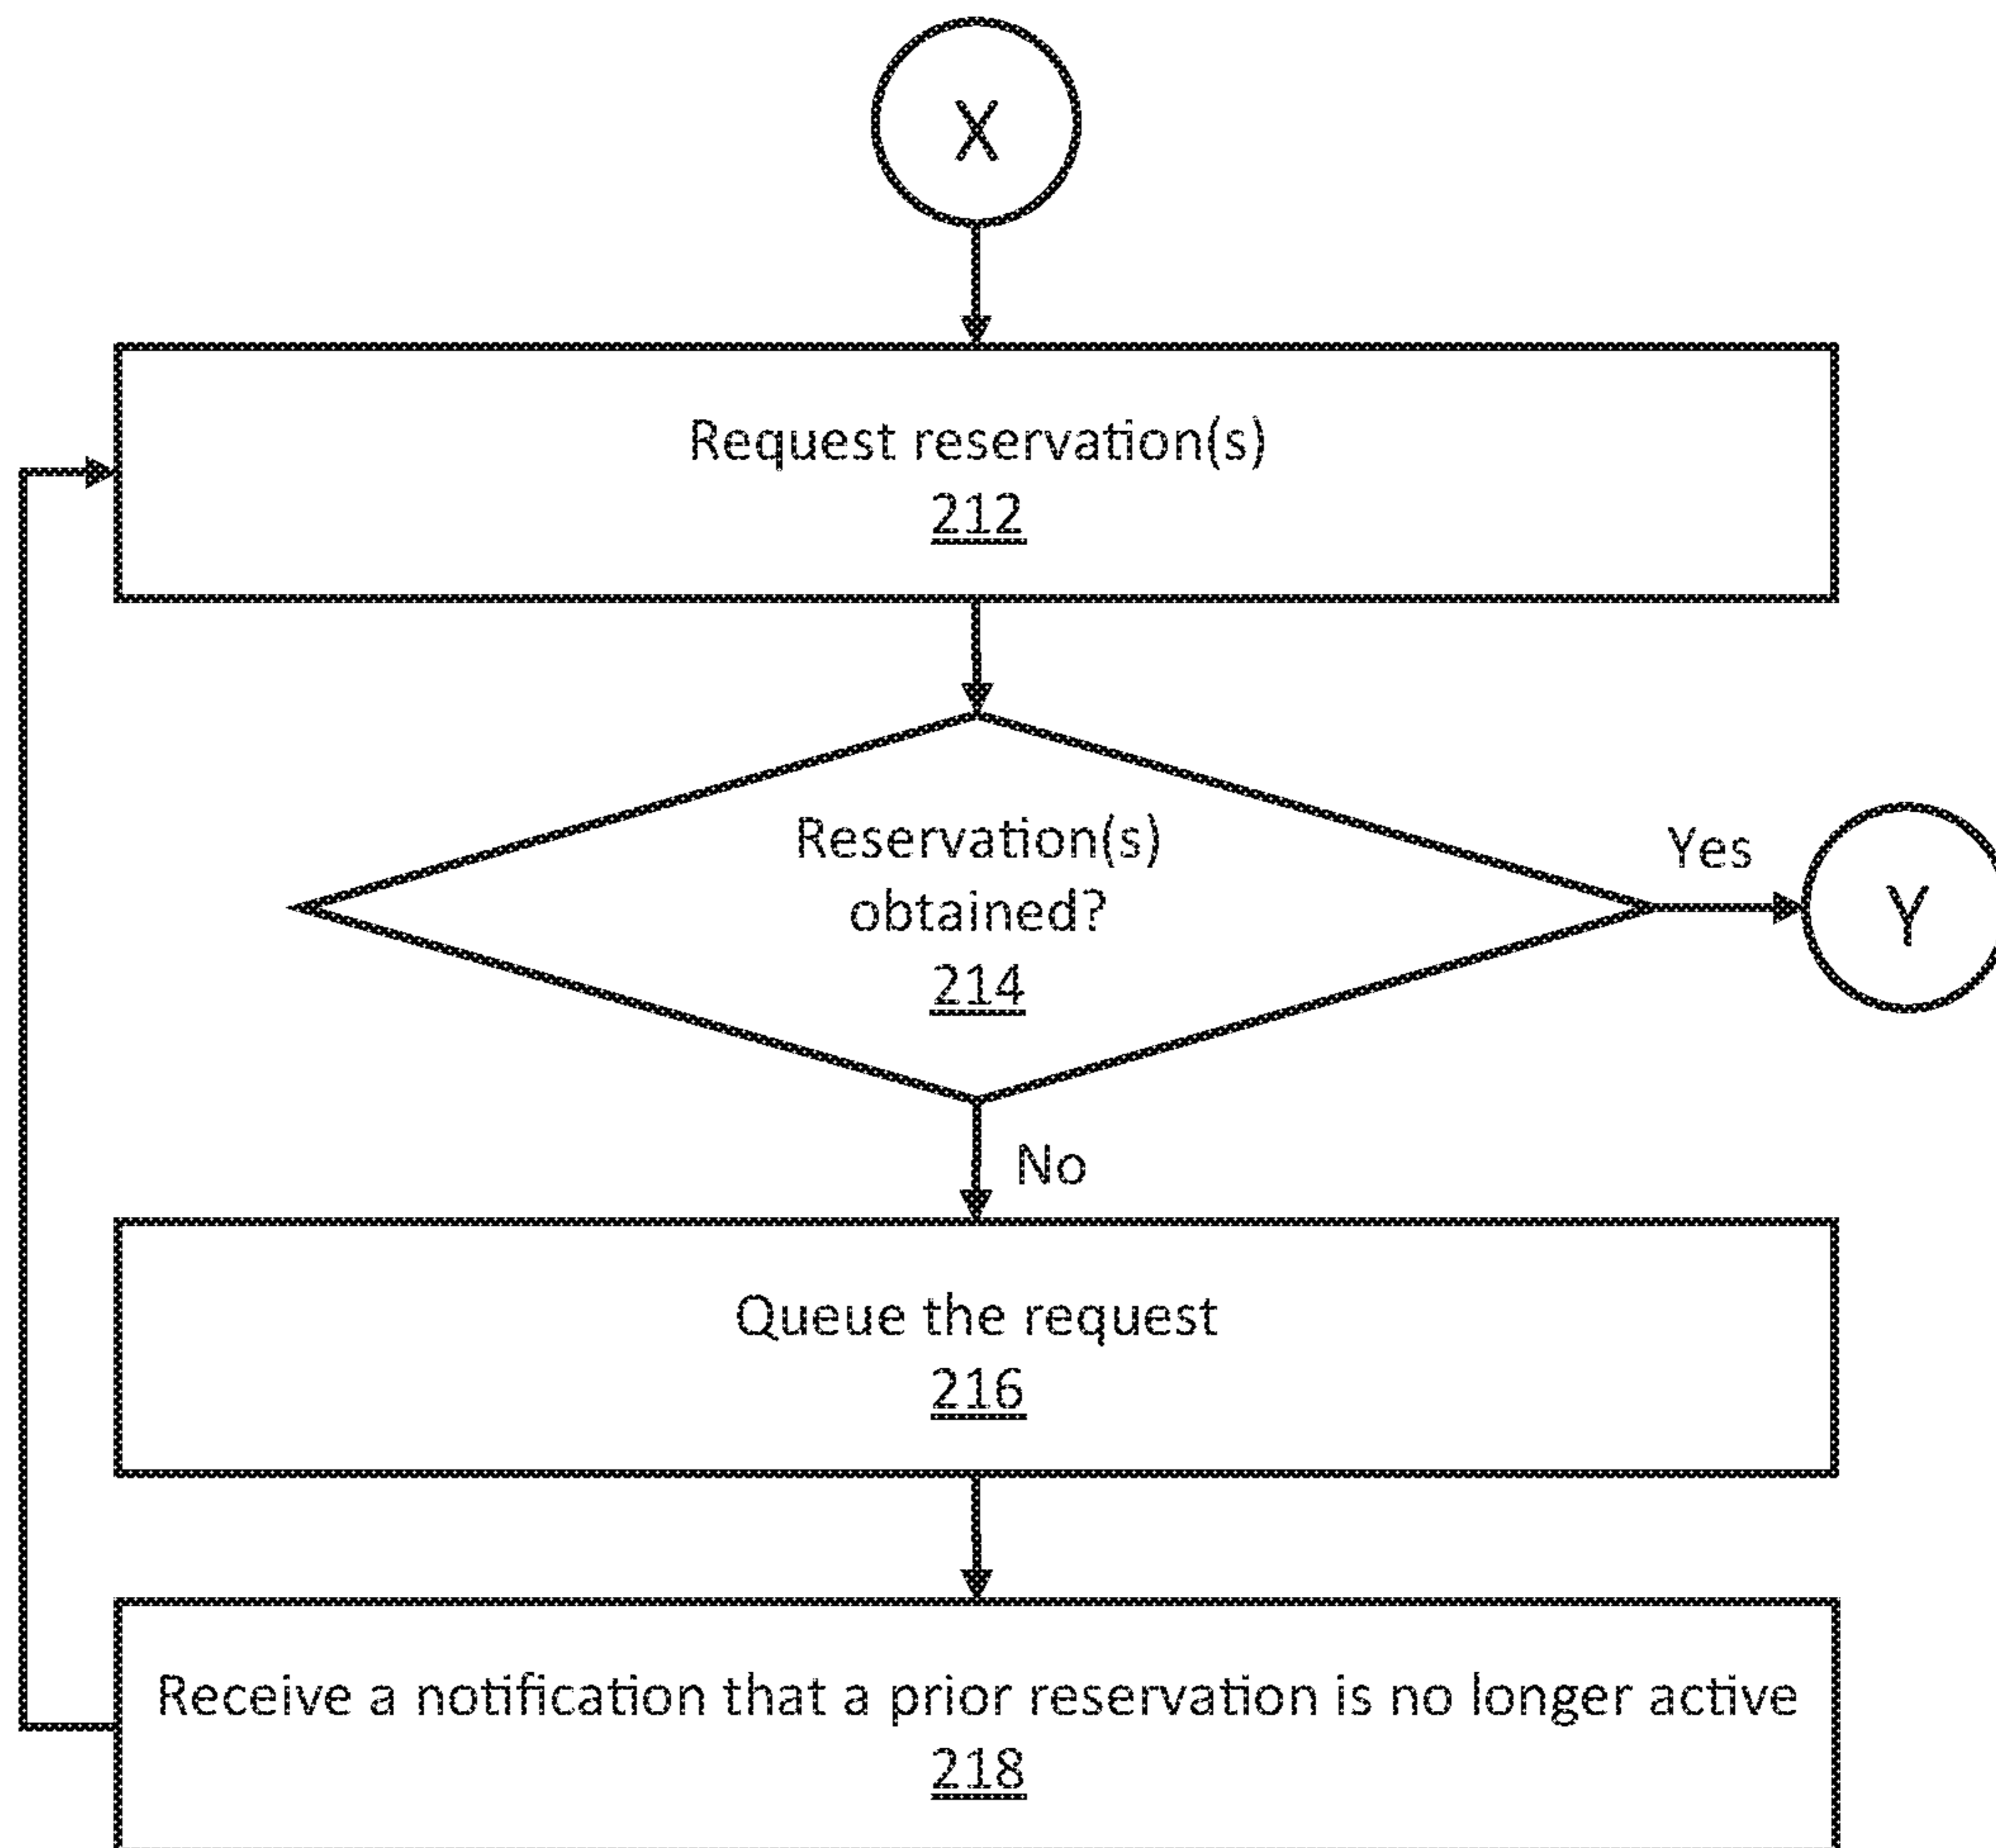 X
Request reservation(s)
212
Reservation(s)
obtained?
214
Yes
Y
No
Queue the request
216
Receive a notification that a prior reservation is no longer active
218